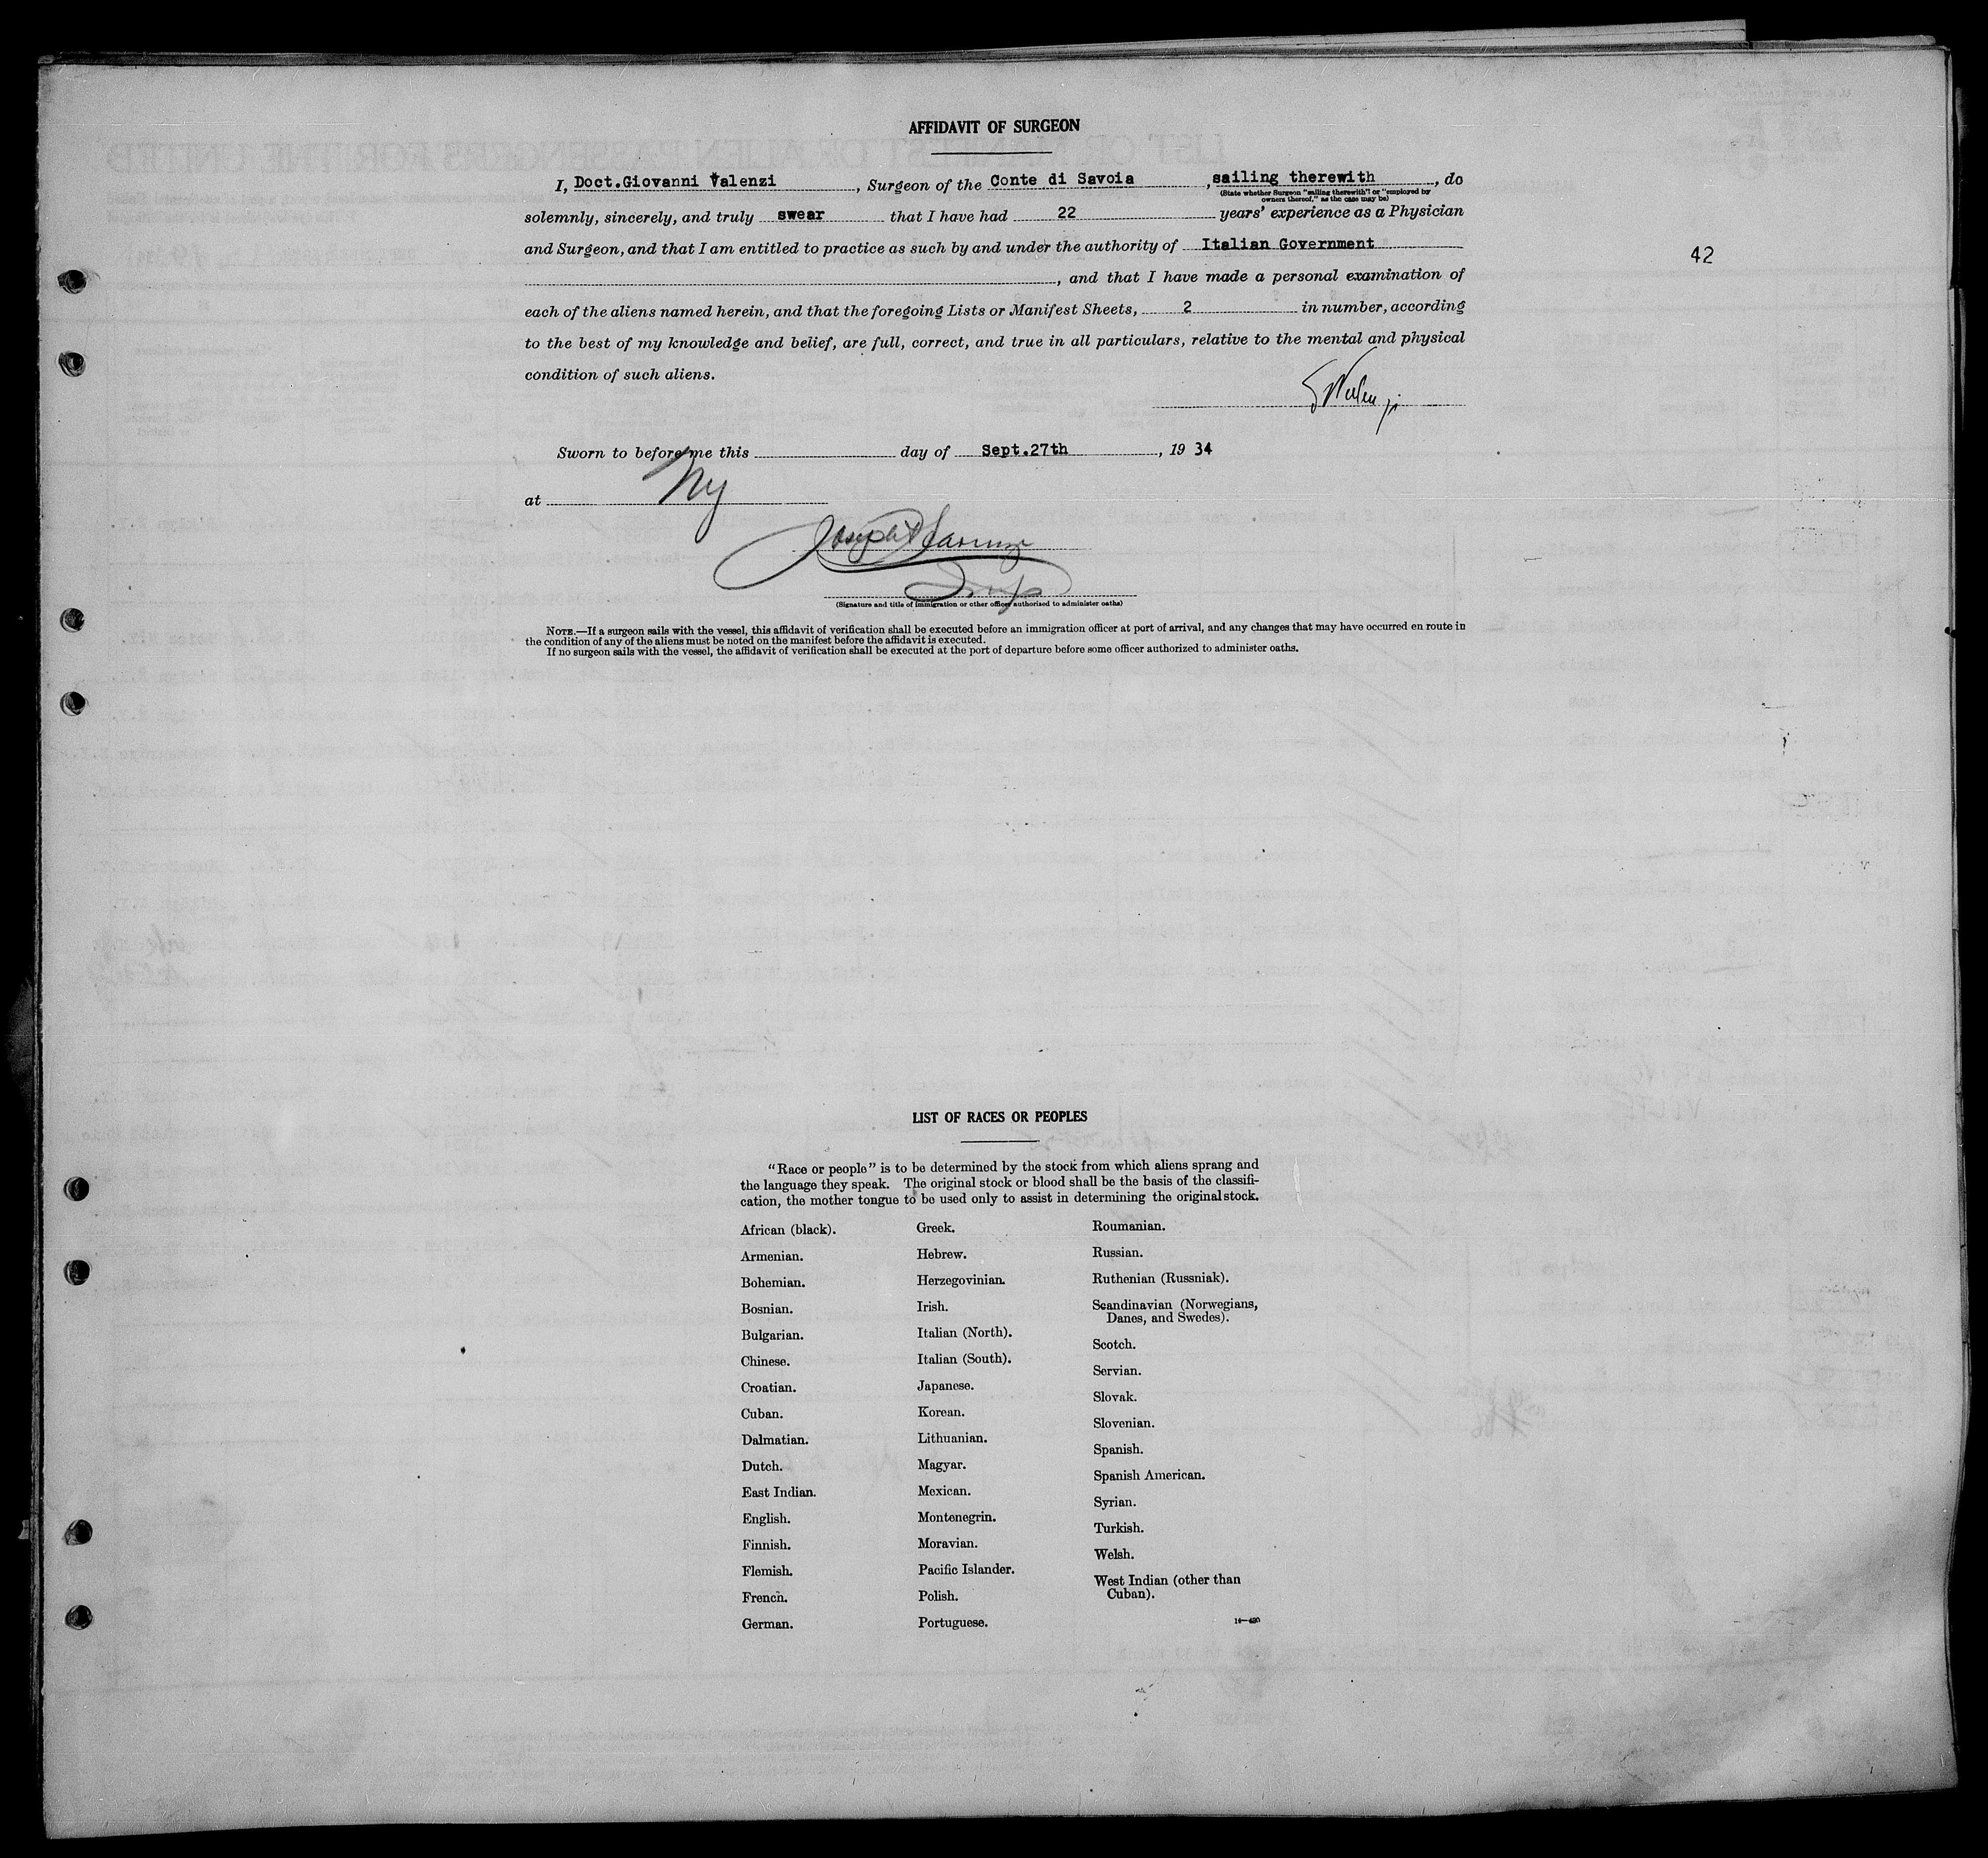 AFFIDAVIT OF SURGEON
I, Doct.Giovanni Valenzi, Surgeon of the Conte di Savoia, sailing therewith, do
(State whether Surgeon "sailing therewith" or "employed by
owners thereof," as the case may be)
solemnly, sincerely, and truly swear that I have had 22 years' experience as a Physician
and Surgeon, and that I am entitled to practice as such by and under the authority of Italian Government
, and that I have made a personal examination of
each of the aliens named herein, and that the foregoing Lists or Manifest Sheets, 2 in number, according
to the best of my knowledge and belief, are full, correct, and true in all particulars, relative to the mental and physical
condition of such aliens.
42
Sworn to before me this day of Sept.27th, 1934
at NY
(Signature and title of immigration or other officer authorized to administer oaths)
NOTE.—If a surgeon sails with the vessel, this affidavit of verification shall be executed before an immigration officer at port of arrival, and any changes that may have occurred en route in
the condition of any of the aliens must be noted on the manifest before the affidavit is executed.
If no surgeon sails with the vessel, the affidavit of verification shall be executed at the port of departure before some officer authorized to administer oaths.
LIST OF RACES OR PEOPLES
"Race or people" is to be determined by the stock from which aliens sprang and
the language they speak. The original stock or blood shall be the basis of the classifi-
cation, the mother tongue to be used only to assist in determining the original stock.
African (black).
Armenian.
Bohemian.
Bosnian.
Bulgarian.
Chinese.
Croatian.
Cuban.
Dalmatian.
Dutch.
East Indian.
English.
Finnish.
Flemish.
French.
German.
Greek.
Hebrew.
Herzegovinian.
Irish.
Italian (North).
Italian (South).
Japanese.
Korean.
Lithuanian.
Magyar.
Mexican.
Montenegrin.
Moravian.
Pacific Islander.
Polish.
Portuguese.
Roumanian.
Russian.
Ruthenian (Russniak).
Scandinavian (Norwegians,
Danes, and Swedes).
Scotch.
Servian.
Slovak.
Slovenian.
Spanish.
Spanish American.
Syrian.
Turkish.
Welsh.
West Indian (other than
Cuban).
14—430